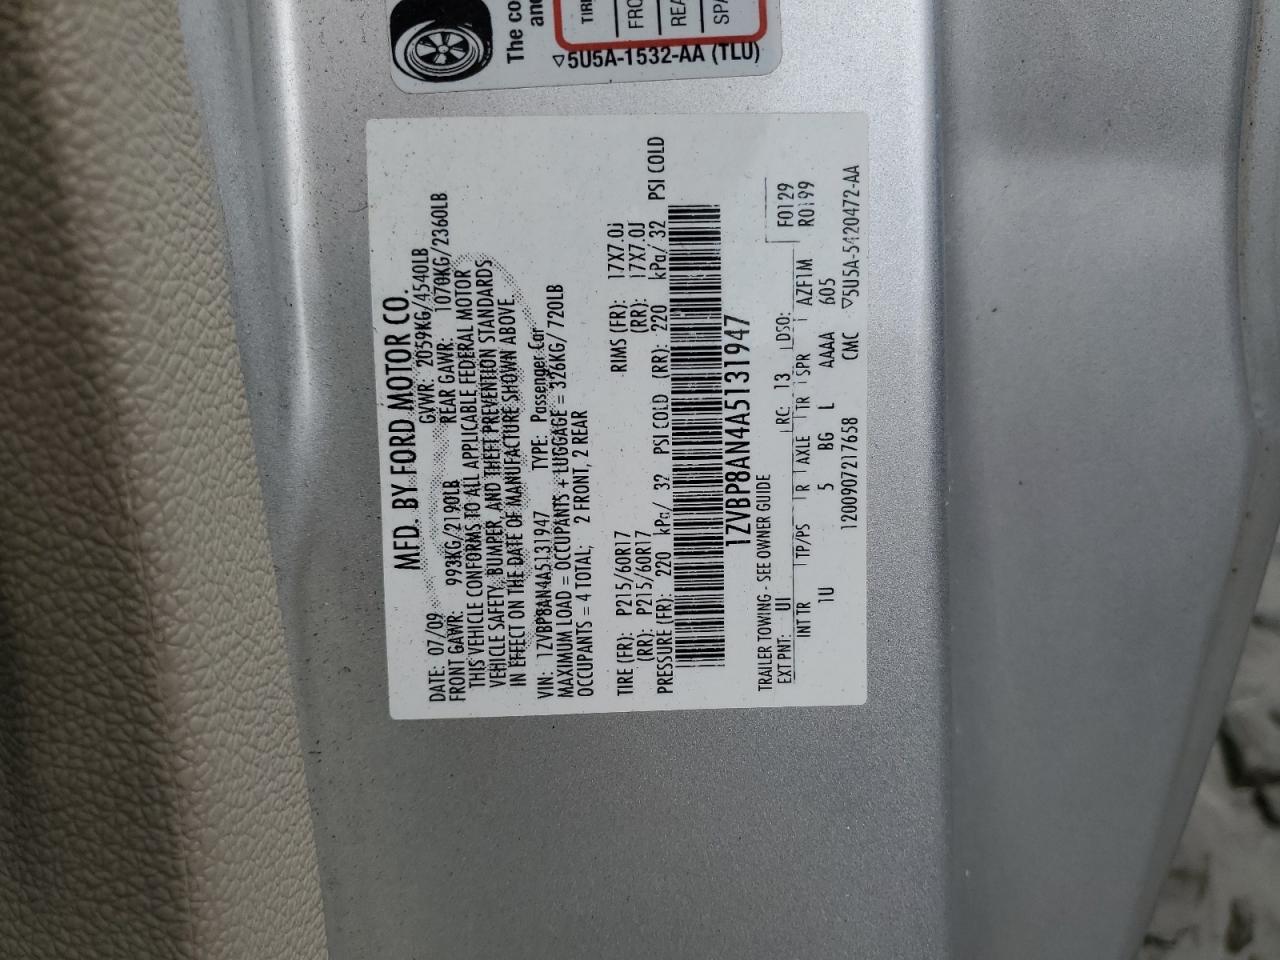 MFD. BY FORD MOTOR CO.
DATE: 07/09 GVWR: 2059KG/4540LB
FRONT GAWR: 993KG/2190LB REAR GAWR: 1070KG/2360LB
THIS VEHICLE CONFORMS TO ALL APPLICABLE FEDERAL MOTOR
VEHICLE SAFETY, BUMPER, AND THEFT PREVENTION STANDARDS
IN EFFECT ON THE DATE OF MANUFACTURE SHOWN ABOVE
VIN: 1ZVBP8AN4A5131947 TYPE: Passenger Car
MAXIMUM LOAD = OCCUPANTS + LUGGAGE = 326KG/ 720LB
OCCUPANTS = 4 TOTAL; 2 FRONT, 2 REAR
TIRE (FR): P215/60R17 RIMS (FR): 17X7.0J
(RR): P215/60R17 (RR): 17X7.0J
PRESSURE (FR): 220 kPa/ 32 PSI COLD (RR): 220 kPa/ 32 PSI COLD
1ZVBP8AN4A5131947
TRAILER TOWING - SEE OWNER GUIDE
EXT PNT: UI RC: 13 DSO: F0129
INT TR TP/PS R AXLE TR SPR AZF1M R0199
1U 5 BG L AAAA 605
120090721​7658 CMC ▽5U5A-5420472-AA
The co
and
TIRE
FRO
REA
SPA
▽5U5A-1532-AA (TLU)